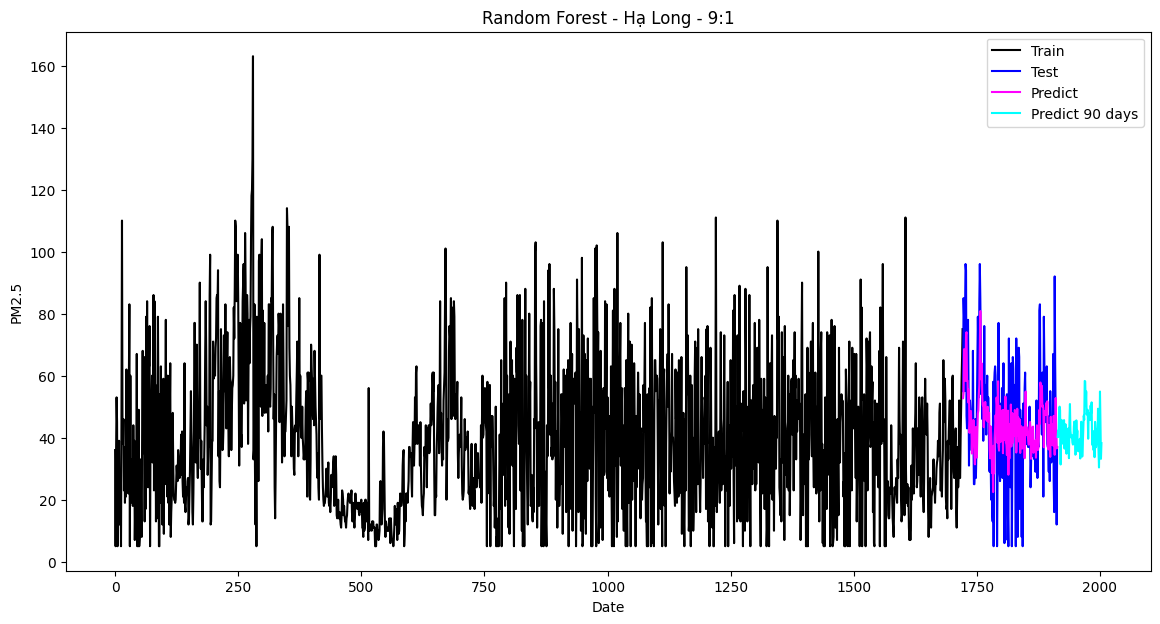 Random Forest - Hạ Long - 9:1
Train
Test
Predict
Predict 90 days
PM2.5
160
140
120
100
80
60
40
20
0
0 250 500 750 1000 1250 1500 1750 2000
Date